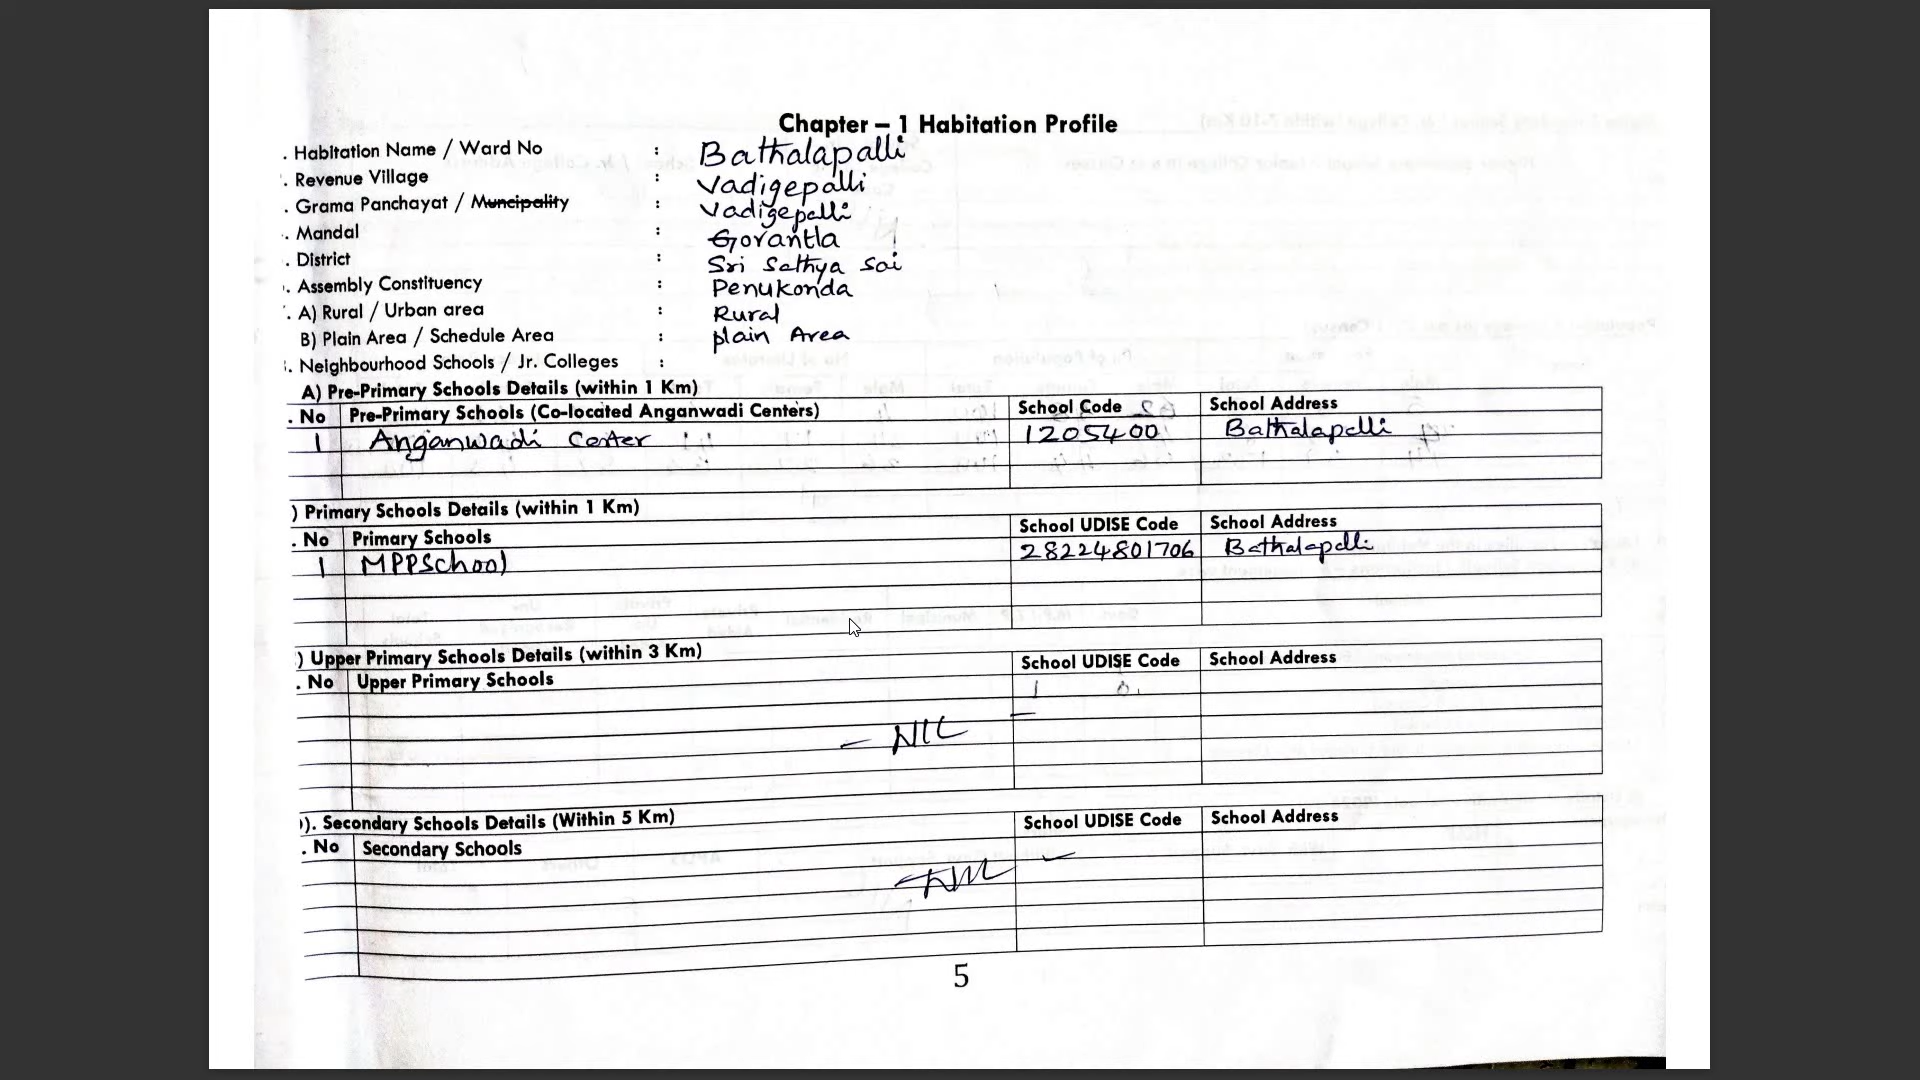 Chapter – 1 Habitation Profile
. Habitation Name / Ward No : Bathalapalli
. Revenue Village : Vadigepalli
. Grama Panchayat / Muncipality : Vadigepalli
. Mandal : Gorantla
. District : Sri Sathya Sai
. Assembly Constituency : Penukonda
. A) Rural / Urban area : Rural
B) Plain Area / Schedule Area : plain Area
. Neighbourhood Schools / Jr. Colleges :
A) Pre-Primary Schools Details (within 1 Km)
. No Pre-Primary Schools (Co-located Anganwadi Centers) School Code School Address
1 Anganwadi Center 1205400 Bathalapalli
) Primary Schools Details (within 1 Km)
. No Primary Schools School UDISE Code School Address
1 MPPSchool 28224801706 Bathalapalli
) Upper Primary Schools Details (within 3 Km)
. No Upper Primary Schools School UDISE Code School Address
— NIL —
). Secondary Schools Details (Within 5 Km)
. No Secondary Schools School UDISE Code School Address
— NIL —
5